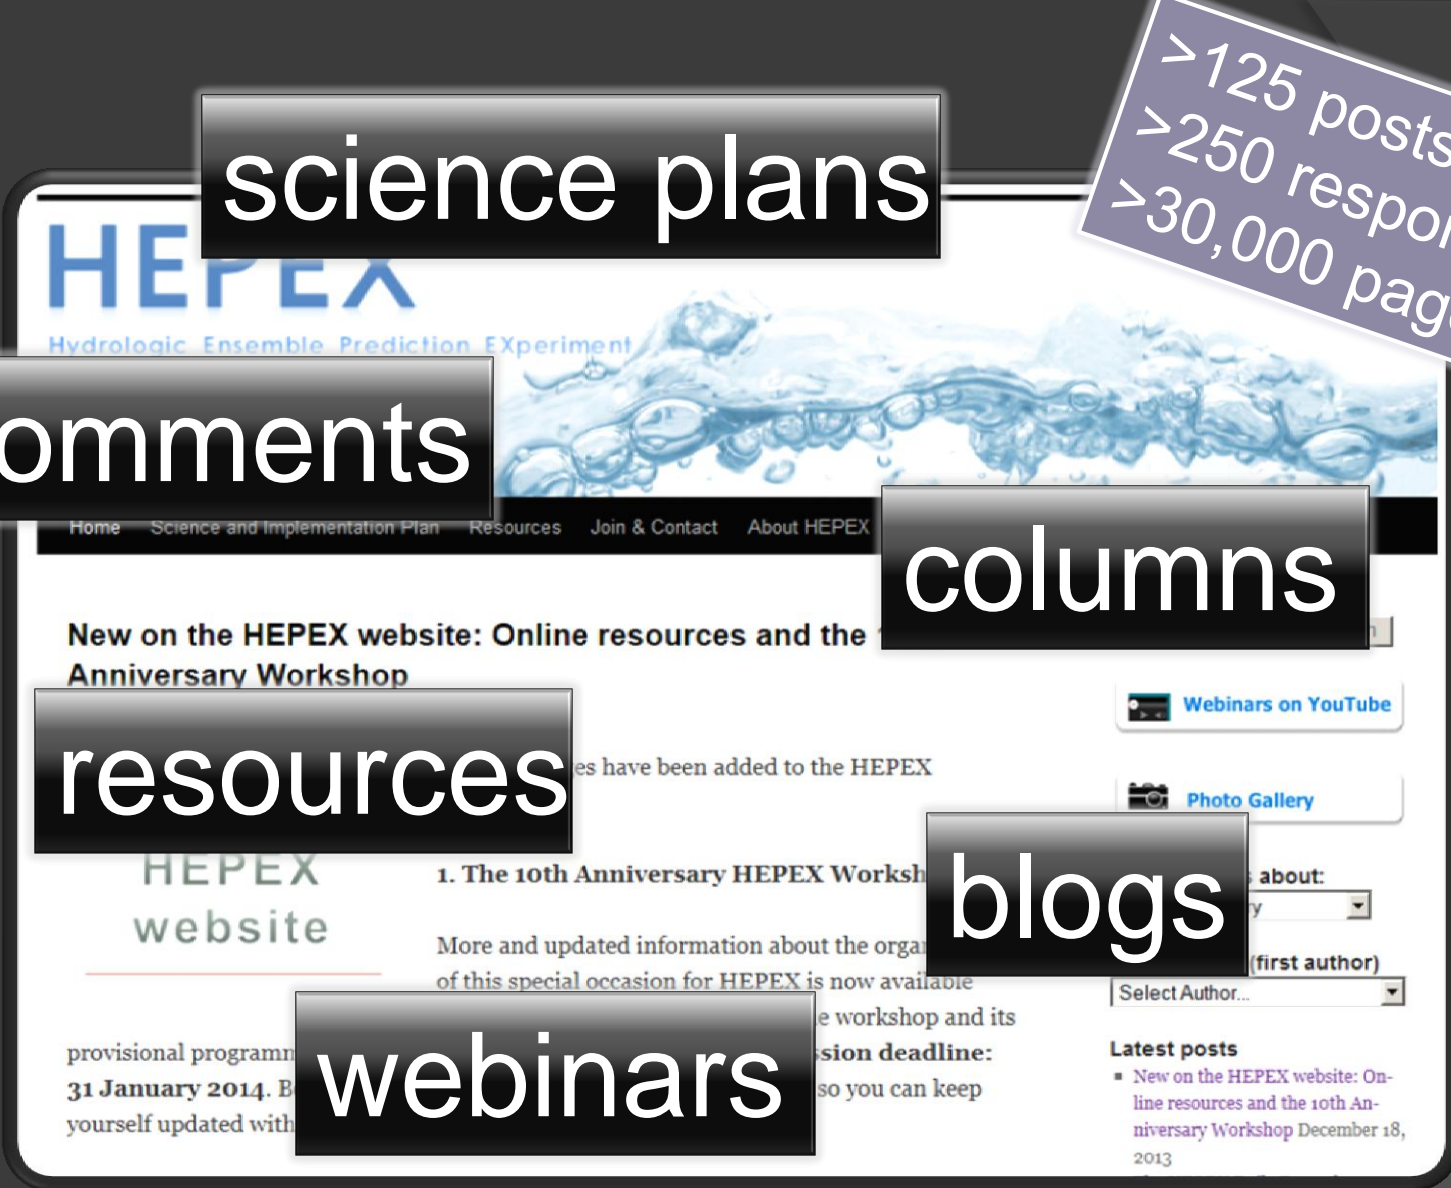 >125 posts
>250
>30,000
science plans
HEPEX
Hydrologic Ensemble Prediction EXperiment
omments
Home Science and Implementation Plan Resources Join & Contact About HEPEX
columns
New on the HEPEX website: Online resources and the
Anniversary Workshop
Webinars on YouTube
resources
es have been added to the HEPEX
Photo Gallery
HEPEX
website
1. The 10th Anniversary HEPEX Worksh
blogs
about:
More and updated information about the orga
of this special occasion for HEPEX is now available
(first author)
Select Author...
workshop and its
provisional programm
sion deadline:
31 January 2014. B
so you can keep
yourself updated with
webinars
Latest posts
New on the HEPEX website: On-
line resources and the 10th An-
niversary Workshop December 18,
2013